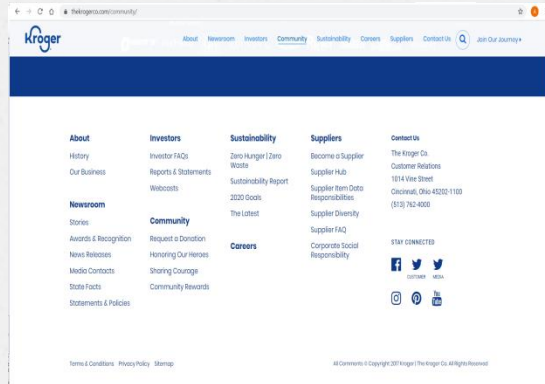 thekrogerco.com/community/
Kroger
About Newsroom Investors Community Sustainability Careers Suppliers Contact Us Join Our Journey
About
History
Our Business
Newsroom
Stories
Awards & Recognition
News Releases
Media Contacts
State Facts
Statements & Policies
Investors
Investor FAQs
Reports & Statements
Webcasts
Community
Request a Donation
Honoring Our Heroes
Sharing Courage
Community Rewards
Sustainability
Zero Hunger | Zero
Waste
Sustainability Report
2020 Goals
The Latest
Careers
Suppliers
Become a Supplier
Supplier Hub
Supplier Item Data
Responsibilities
Supplier Diversity
Supplier FAQ
Corporate Social
Responsibility
Contact Us
The Kroger Co.
Customer Relations
1014 Vine Street
Cincinnati, Ohio 45202-1100
(513) 762-4000
STAY CONNECTED
CUSTOMER MEDIA
You
Tube
Terms & Conditions Privacy Policy Sitemap
All Contents © Copyright 2017 Kroger | The Kroger Co. All Rights Reserved